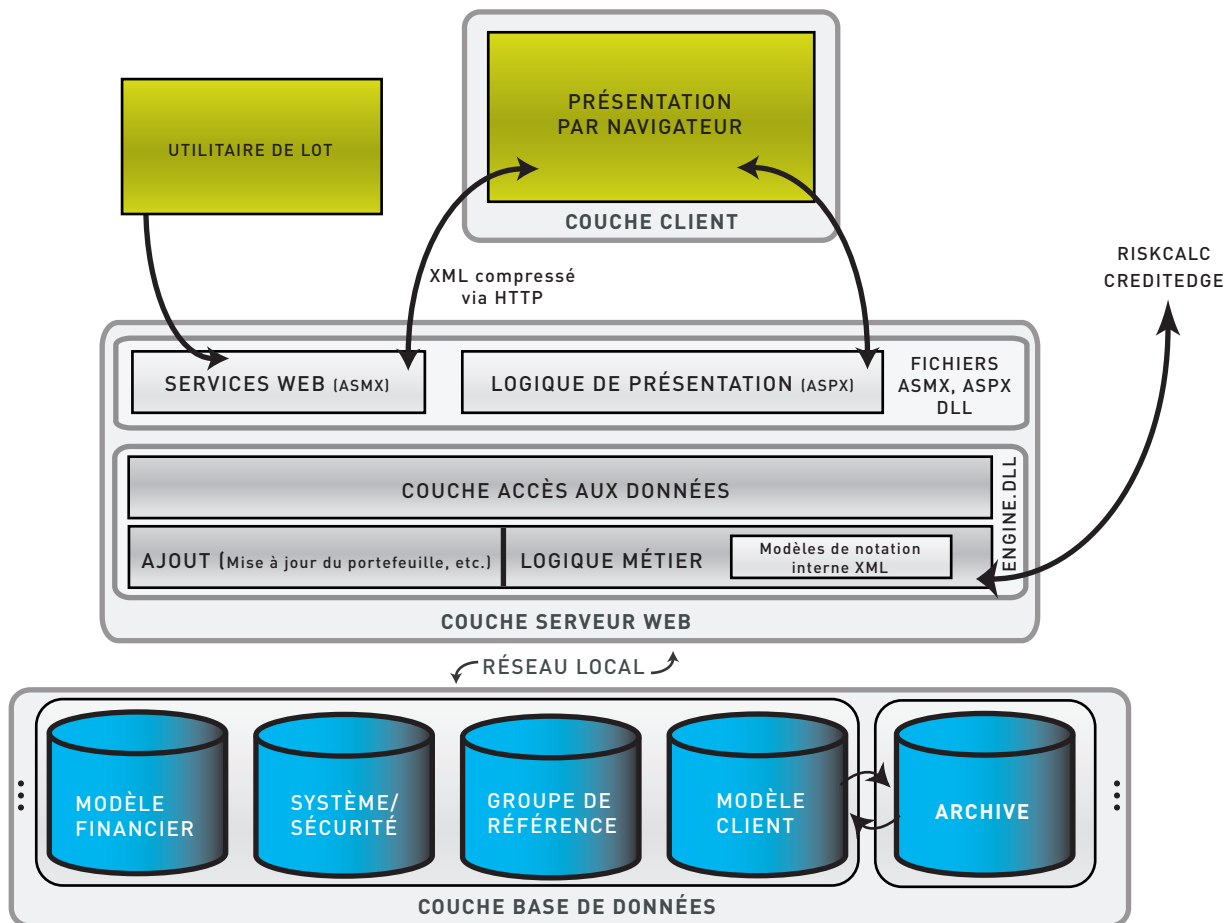 PRÉSENTATION
PAR NAVIGATEUR
UTILITAIRE DE LOT
COUCHE CLIENT
XML compressé
via HTTP
RISKCALC
CREDITEDGE
SERVICES WEB (ASMX)
LOGIQUE DE PRÉSENTATION (ASPX)
FICHIERS
ASMX, ASPX
DLL
COUCHE ACCÈS AUX DONNÉES
ENGINE.DLL
AJOUT (Mise à jour du portefeuille, etc.)
LOGIQUE MÉTIER
Modèles de notation
interne XML
COUCHE SERVEUR WEB
RÉSEAU LOCAL
MODÈLE
FINANCIER
SYSTÈME/
SÉCURITÉ
GROUPE DE
RÉFÉRENCE
MODÈLE
CLIENT
ARCHIVE
COUCHE BASE DE DONNÉES